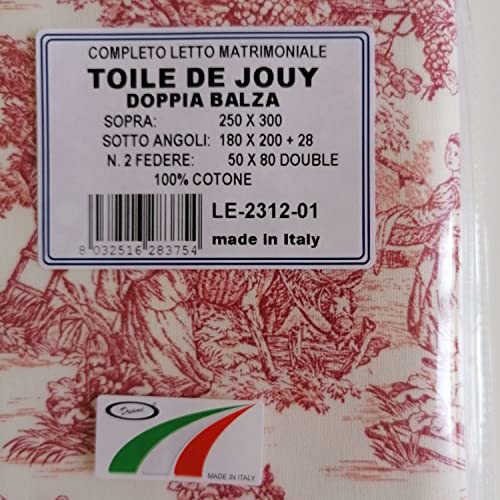 COMPLETO LETTO MATRIMONIALE
TOILE DE JOUY
DOPPIA BALZA
SOPRA: 250 X 300
SOTTO ANGOLI: 180 X 200 + 28
N. 2 FEDERE: 50 X 80 DOUBLE
100% COTONE
LE-2312-01
made in Italy
8 032516 283754
Dreams
MADE IN ITALY